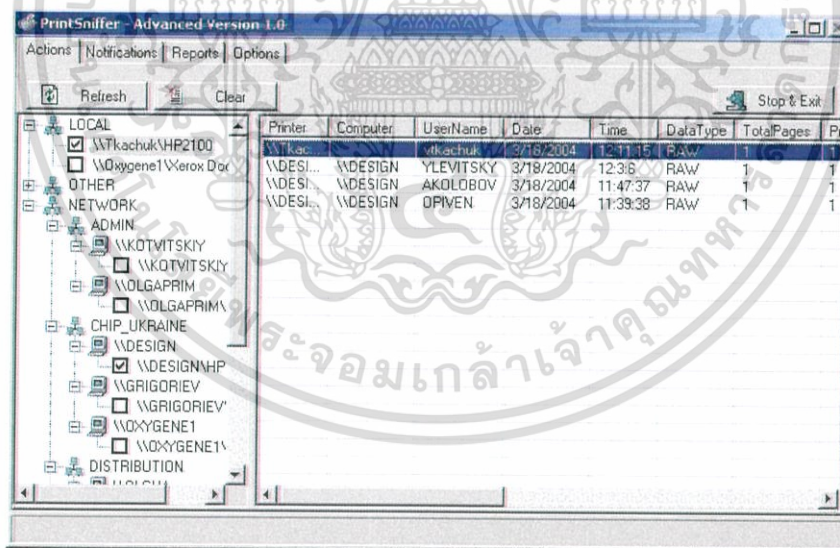 PrintSniffer - Advanced Version 1.0
Actions Notifications Reports Options
Refresh Clear Stop & Exit
LOCAL
\\Tkachuk\HP2100
\\Oxygene1\Xerox Doc
OTHER
NETWORK
ADMIN
\\KOTVITSKIY
\\KOTVITSKIY
\\OLGAPRIM
\\OLGAPRIM\
CHIP_UKRAINE
\\DESIGN
\\DESIGN\HP
\\GRIGORIEV
\\GRIGORIEV\
\\OXYGENE1
\\OXYGENE1\
DISTRIBUTION
Printer Computer UserName Date Time DataType TotalPages
\\Tkac... vtkachuk 3/18/2004 12:11:15 RAW 1
\\DESI... \\DESIGN YLEVITSKY 3/18/2004 12:3:6 RAW 1 1
\\DESI... \\DESIGN AKOLOBOV 3/18/2004 11:47:37 RAW 1 1
\\DESI... \\DESIGN OPIVEN 3/18/2004 11:39:38 RAW 1 1